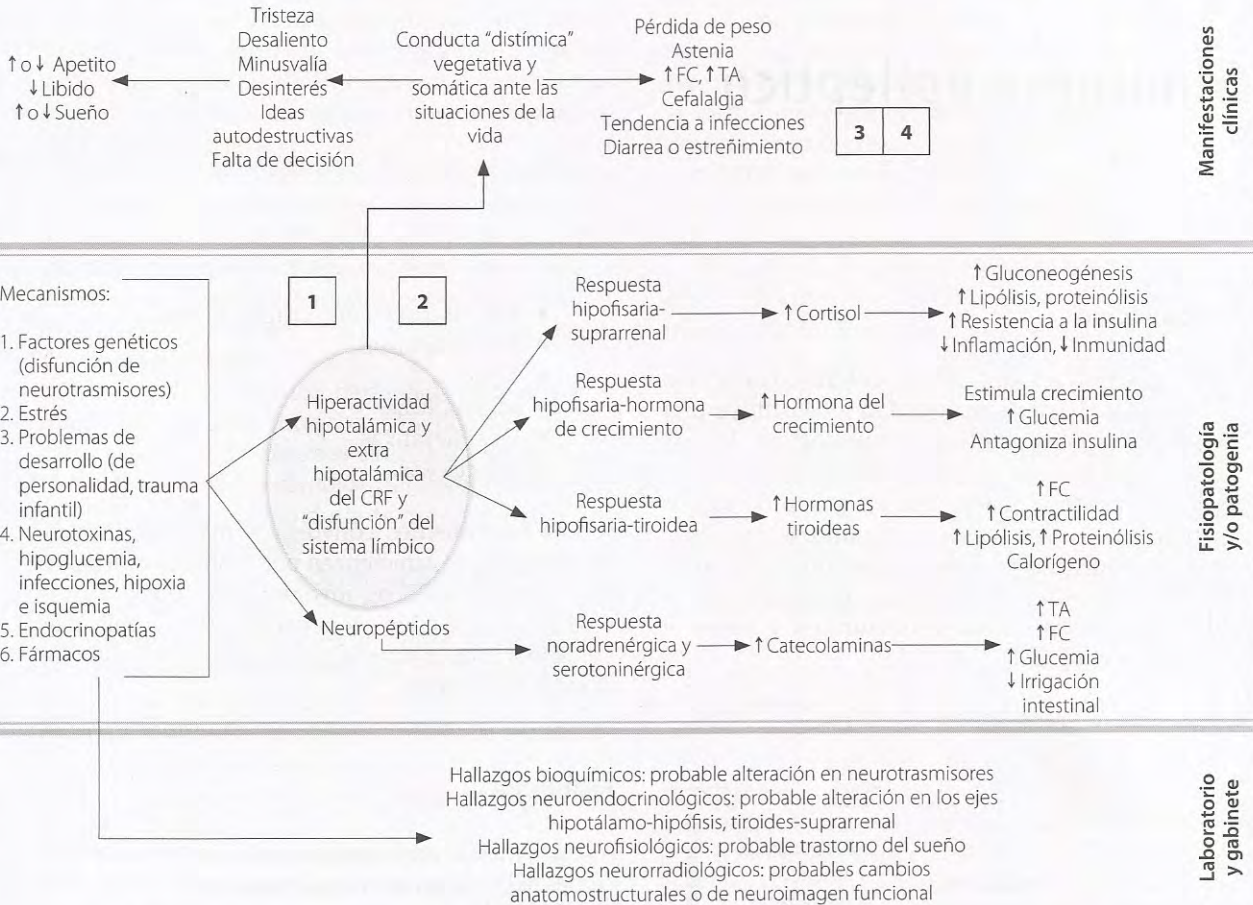 Tristeza
Desaliento
Minusvalía
Desinterés
Ideas
autodestructivas
Falta de decisión
↑ o ↓ Apetito
↓ Libido
↑ o ↓ Sueño
Conducta “distímica”
vegetativa y
somática ante las
situaciones de la
vida
Pérdida de peso
Astenia
↑ FC, ↑ TA
Cefalalgia
Tendencia a infecciones
Diarrea o estreñimiento
3 4
Manifestaciones
clínicas
Mecanismos:
1. Factores genéticos
(disfunción de
neurotrasmisores)
2. Estrés
3. Problemas de
desarrollo (de
personalidad, trauma
infantil)
4. Neurotoxinas,
hipoglucemia,
infecciones, hipoxia
e isquemia
5. Endocrinopatías
6. Fármacos
1 2
Hiperactividad
hipotalámica y
extra
hipotalámica
del CRF y
“disfunción” del
sistema límbico
Neuropéptidos
Respuesta
hipofisaria-
suprarrenal
↑ Cortisol
↑ Gluconeogénesis
↑ Lipólisis, proteinólisis
↑ Resistencia a la insulina
↓ Inflamación, ↓ Inmunidad
Respuesta
hipofisaria-hormona
de crecimiento
↑ Hormona del
crecimiento
Estimula crecimiento
↑ Glucemia
Antagoniza insulina
Respuesta
hipofisaria-tiroidea
↑ Hormonas
tiroideas
↑ FC
↑ Contractilidad
↑ Lipólisis, ↑ Proteinólisis
Calorígeno
Respuesta
noradrenérgica y
serotoninérgica
↑ Catecolaminas
↑ TA
↑ FC
↑ Glucemia
↓ Irrigación
intestinal
Fisiopatología
y/o patogenia
Hallazgos bioquímicos: probable alteración en neurotrasmisores
Hallazgos neuroendocrinológicos: probable alteración en los ejes
hipotálamo-hipófisis, tiroides-suprarrenal
Hallazgos neurofisiológicos: probable trastorno del sueño
Hallazgos neurorradiológicos: probables cambios
anatomostructurales o de neuroimagen funcional
Laboratorio
y gabinete